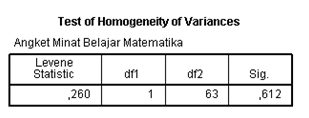 Test of Homogeneity of Variances
Angket Minat Belajar Matematika
Levene Statistic df1 df2 Sig.
,260 1 63 ,612